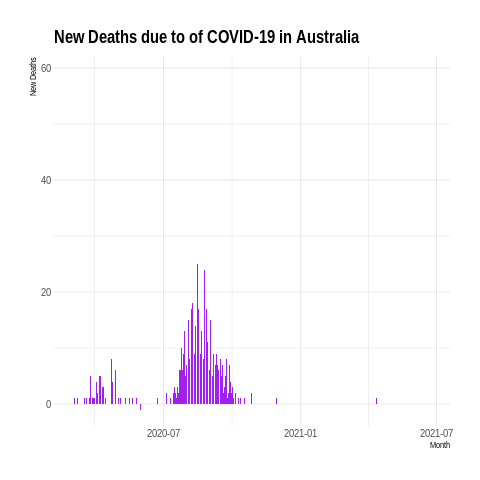 New Deaths due to of COVID-19 in Australia
New Deaths
60
40
20
0
2020-07
2021-01
2021-07
Month